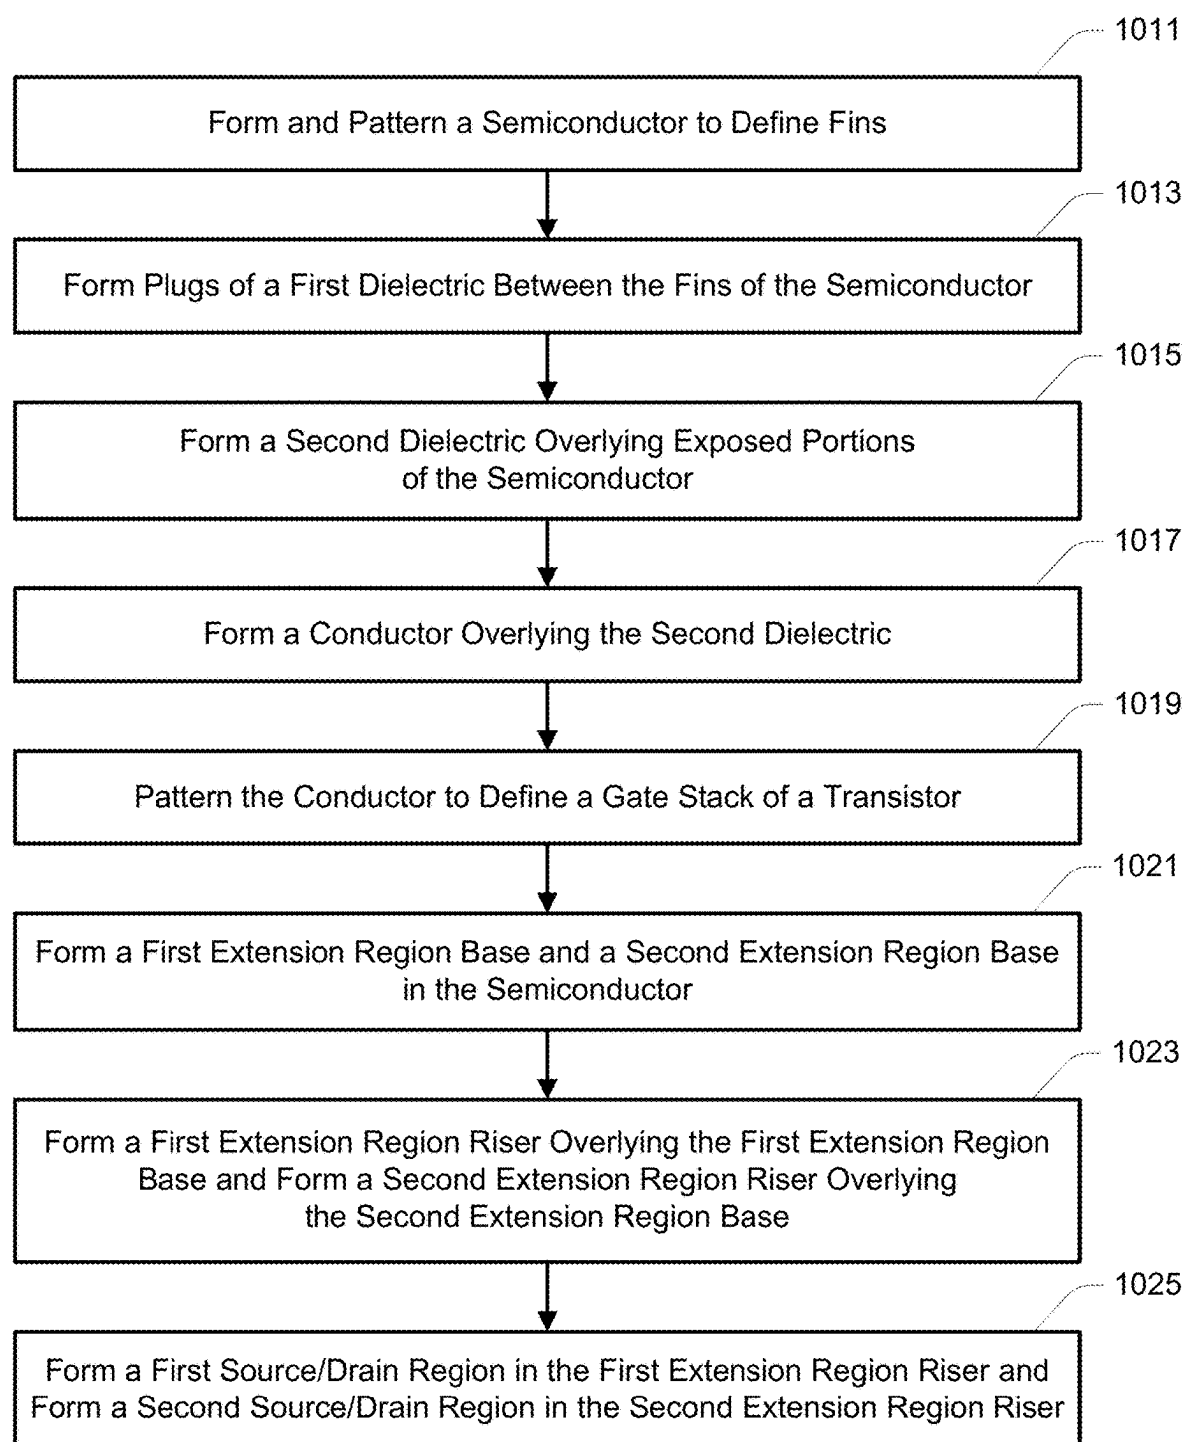 1011
Form and Pattern a Semiconductor to Define Fins
1013
Form Plugs of a First Dielectric Between the Fins of the Semiconductor
1015
Form a Second Dielectric Overlying Exposed Portions
of the Semiconductor
1017
Form a Conductor Overlying the Second Dielectric
1019
Pattern the Conductor to Define a Gate Stack of a Transistor
1021
Form a First Extension Region Base and a Second Extension Region Base
in the Semiconductor
1023
Form a First Extension Region Riser Overlying the First Extension Region
Base and Form a Second Extension Region Riser Overlying
the Second Extension Region Base
1025
Form a First Source/Drain Region in the First Extension Region Riser and
Form a Second Source/Drain Region in the Second Extension Region Riser